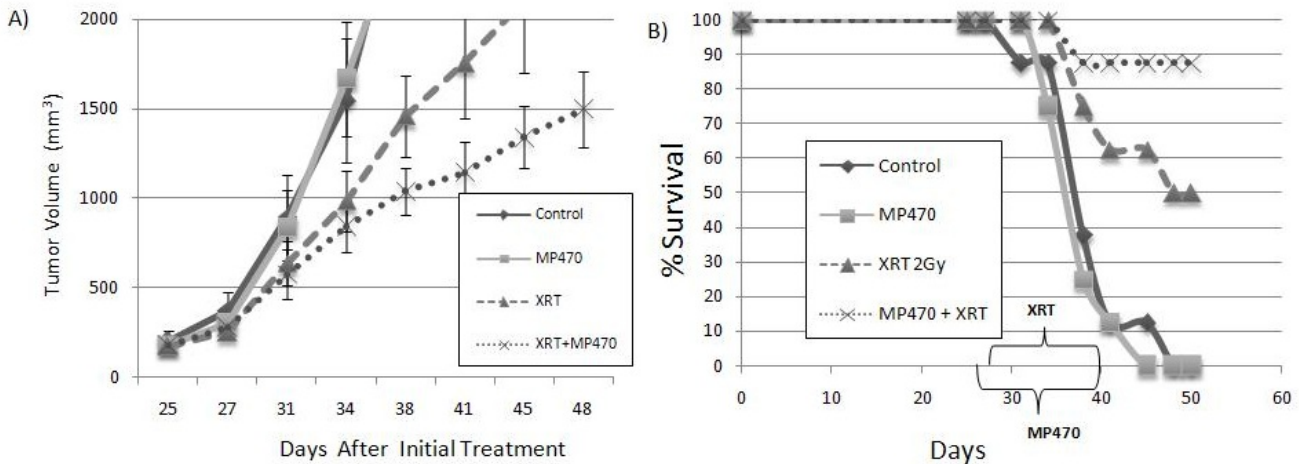 A)
Tumor Volume (mm³)
2000
1500
1000
500
0
25 27 31 34 38 41 45 48
Days After Initial Treatment
Control
MP470
XRT
XRT+MP470
B)
% Survival
100
90
80
70
60
50
40
30
20
10
0
0 10 20 30 40 50 60
Days
Control
MP470
XRT 2Gy
MP470 + XRT
XRT
MP470